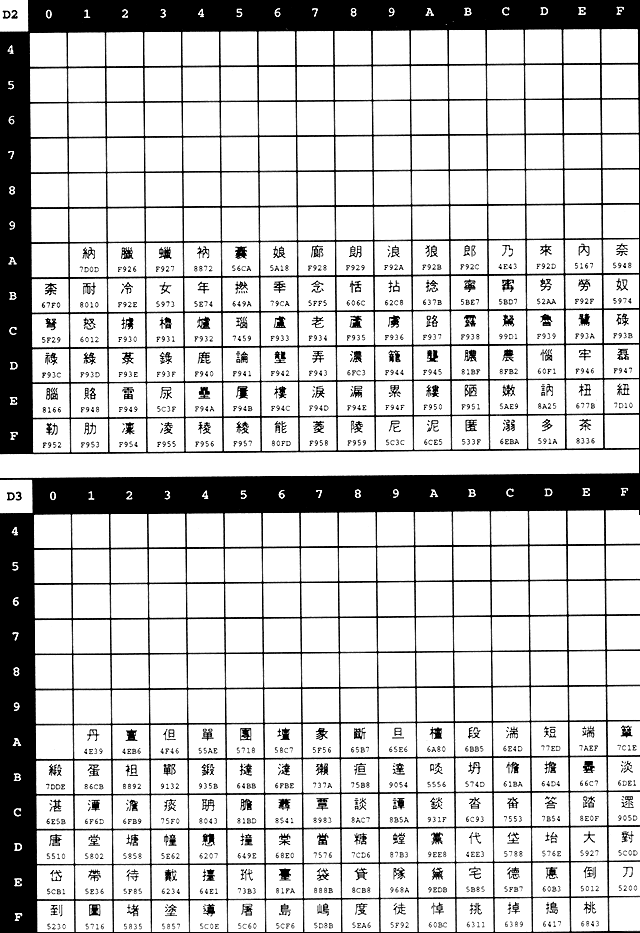 D2 0 1 2 3 4 5 6 7 8 9 A B C D E F
4
5
6
7
8
9
A 納 臘 蠟 衲 囊 娘 廊 朗 浪 狼 郎 乃 來 內 奈
7D0D F926 F927 8872 56CA 5A18 F928 F929 F92A F92B F92C 4E43 F92D 5167 5948
B 柰 耐 冷 女 年 撚 秊 念 恬 拈 捻 寧 寗 努 勞 奴
67F0 8010 F92E 5973 5E74 649A 79CA 5FF5 606C 62C8 637B 5BE7 5BD7 52AA F92F 5974
C 弩 怒 擄 櫓 爐 瑙 盧 老 蘆 虜 路 露 駑 魯 鷺 碌
5F29 6012 F930 F931 F932 7459 F933 F934 F935 F936 F937 F938 99D1 F939 F93A F93B
D 祿 綠 菉 錄 鹿 論 壟 弄 濃 籠 聾 膿 農 惱 牢 磊
F93C F93D F93E F93F F940 F941 F942 F943 6FC3 F944 F945 81BF 8FB2 60F1 F946 F947
E 腦 賂 雷 尿 壘 屢 樓 淚 漏 累 縷 陋 嫩 訥 杻 紐
8166 F948 F949 5C3F F94A F94B F94C F94D F94E F94F F950 F951 5AE9 8A25 677B 7D10
F 勒 肋 凜 凌 稜 綾 能 菱 陵 尼 泥 匿 溺 多 茶
F952 F953 F954 F955 F956 F957 80FD F958 F959 5C3C 6CE5 533F 6EBA 591A 8336
D3 0 1 2 3 4 5 6 7 8 9 A B C D E F
4
5
6
7
8
9
A 丹 亶 但 單 團 壇 彖 斷 旦 檀 段 湍 短 端 簞
4E39 4EB6 4F46 55AE 5718 58C7 5F56 65B7 65E6 6A80 6BB5 6E4D 77ED 7AEF 7C1E
B 緞 蛋 袒 鄲 鍛 撻 澾 獺 疸 達 啖 坍 憺 擔 曇 淡
7DDE 86CB 8892 9132 935B 64BB 6FBE 737A 75B8 9054 5556 574D 61BA 64D4 66C7 6DE1
C 湛 潭 澹 痰 聃 膽 蕁 覃 談 譚 錟 沓 畓 答 踏 遝
6E5B 6F6D 6FB9 75F0 8043 81BD 8541 8983 8AC7 8B5A 931F 6C93 7553 7B54 8E0F 905D
D 唐 堂 塘 幢 戇 撞 棠 當 糖 螳 黨 代 垈 坮 大 對
5510 5802 5858 5E62 6207 649E 68E0 7576 7CD6 87B3 9EE8 4EE3 5788 576E 5927 5C0D
E 岱 帶 待 戴 擡 玳 臺 袋 貸 隊 黛 宅 德 悳 倒 刀
5CB1 5E36 5F85 6234 64E1 73B3 81FA 888B 8CB8 968A 9EDB 5B85 5FB7 60B3 5012 5200
F 到 圖 堵 塗 導 屠 島 嶋 度 徒 悼 挑 掉 搗 桃
5230 5716 5835 5857 5C0E 5C60 5CF6 5D8B 5EA6 5F92 60BC 6311 6389 6417 6843